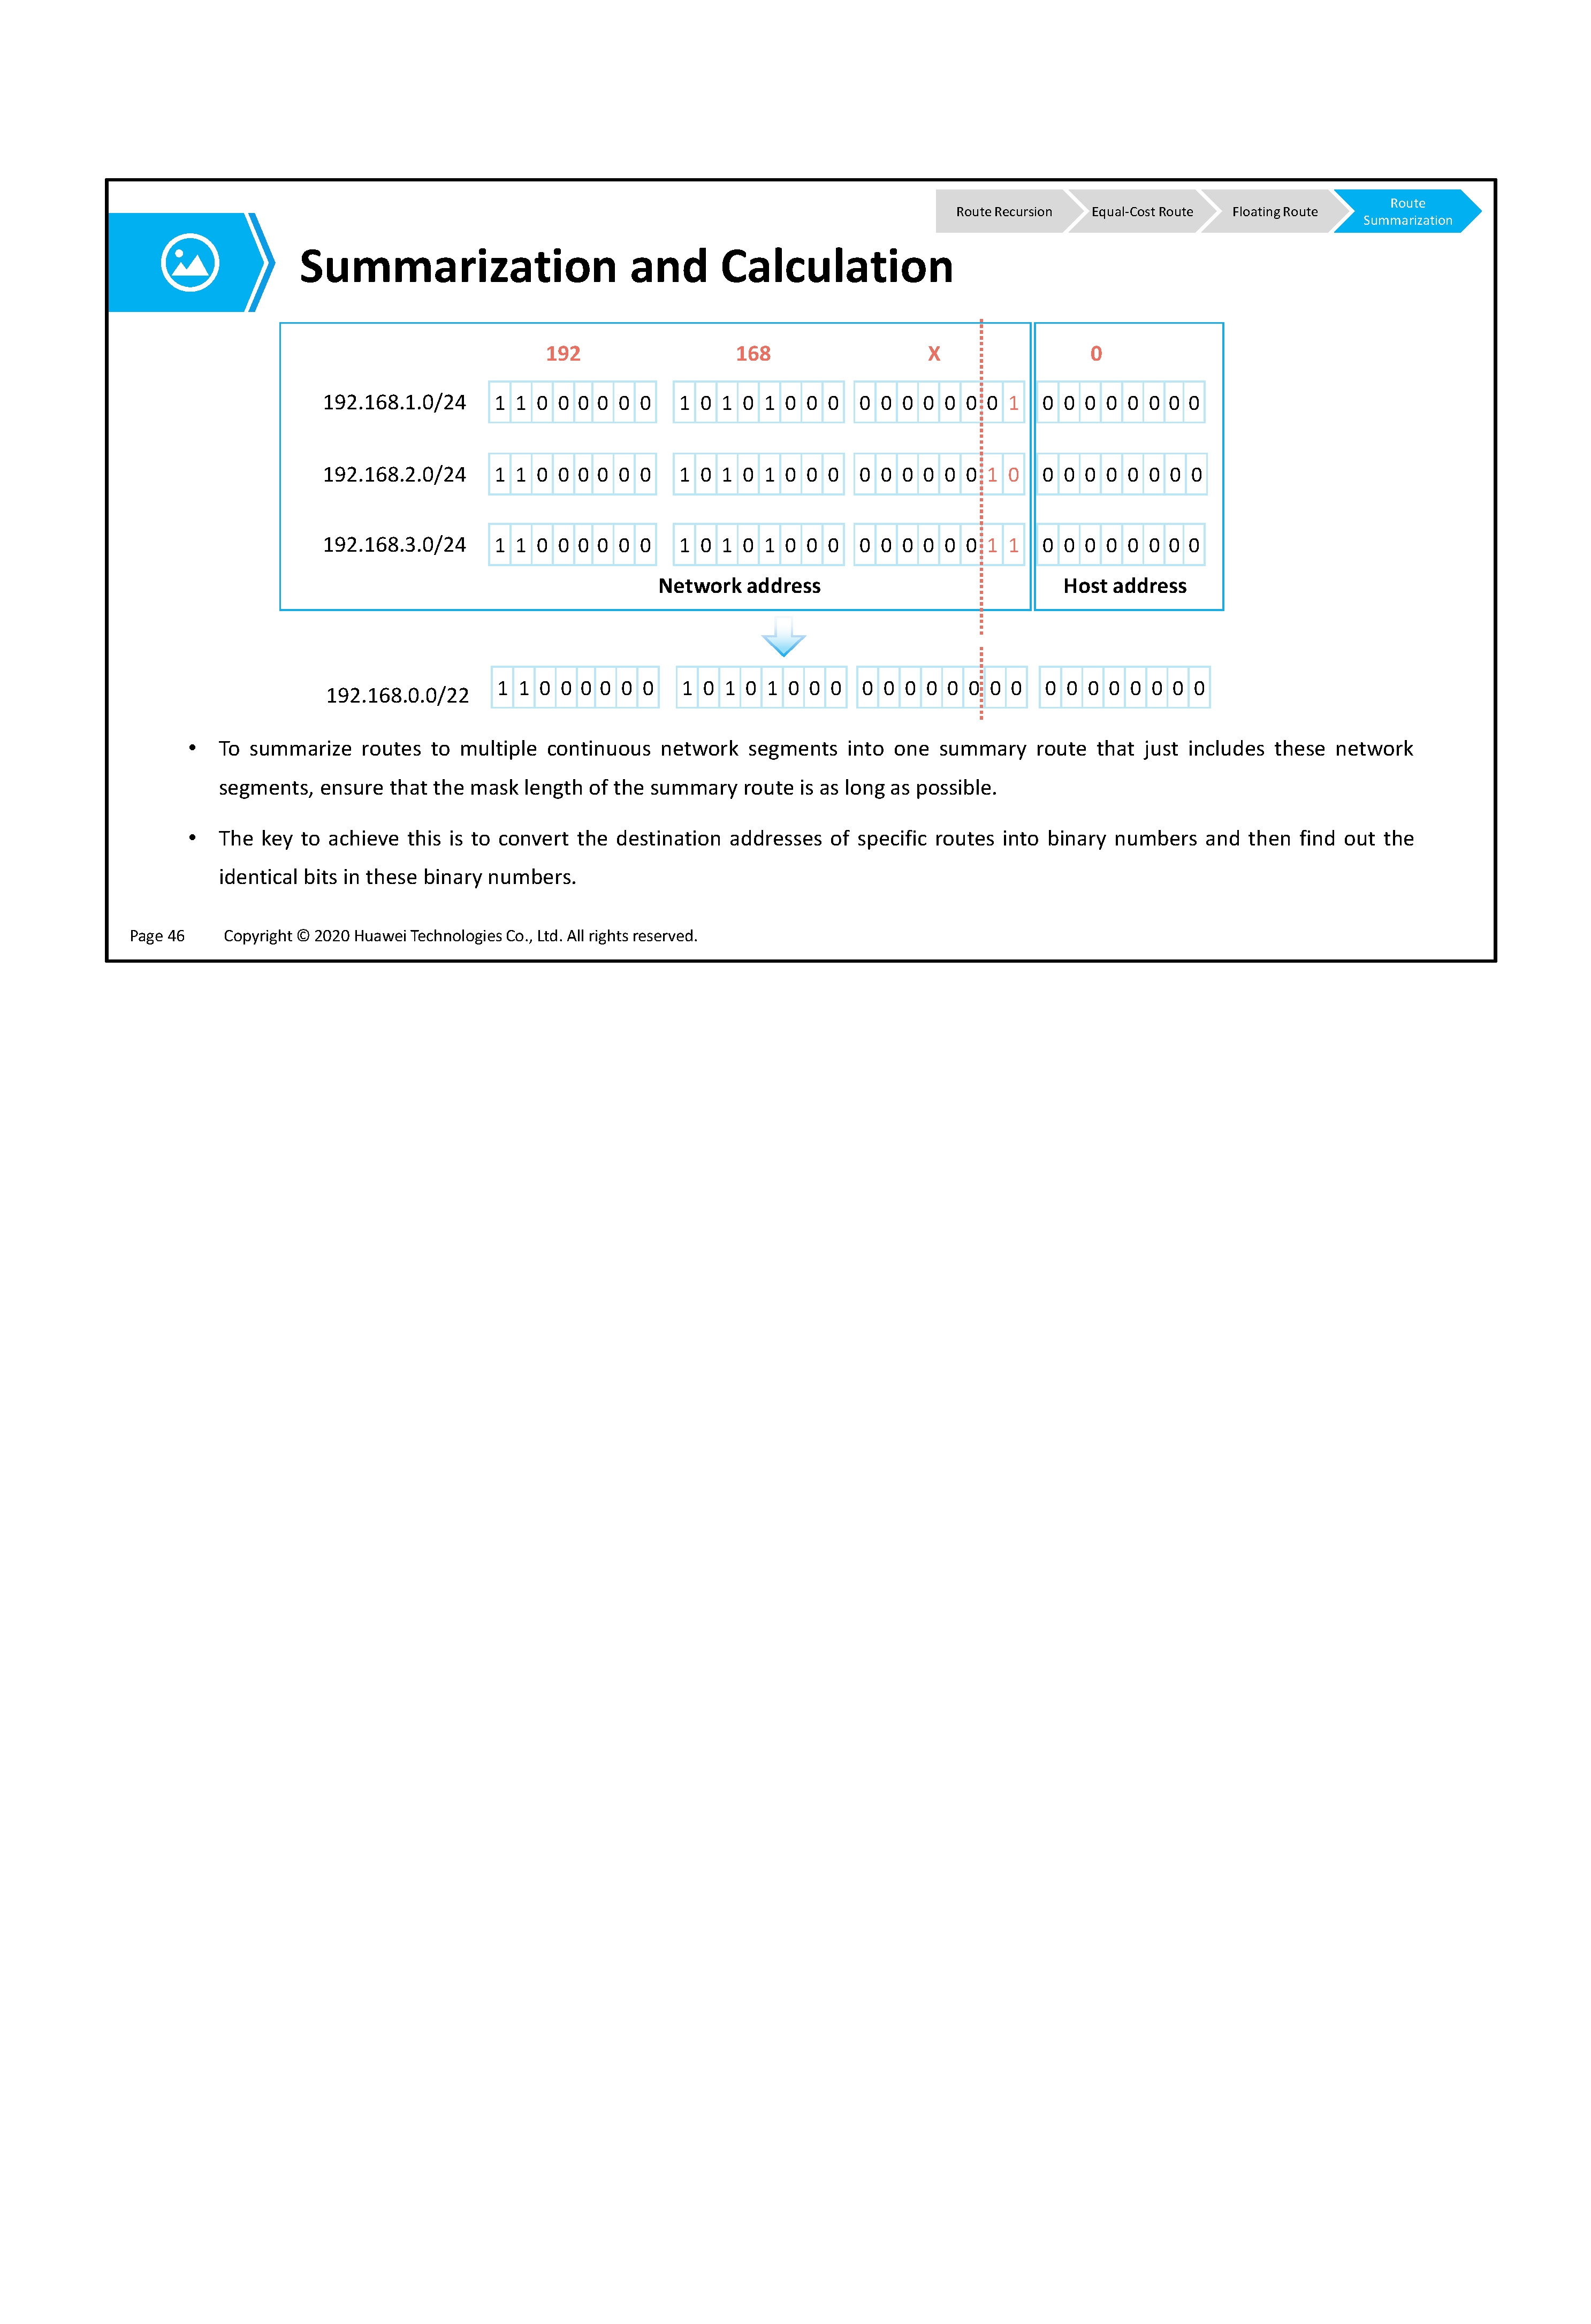 Route Recursion Equal-Cost Route Floating Route Route Summarization
Summarization and Calculation
192 168 X 0
192.168.1.0/24 1 1 0 0 0 0 0 0 1 0 1 0 1 0 0 0 0 0 0 0 0 0 0 1 0 0 0 0 0 0 0 0
192.168.2.0/24 1 1 0 0 0 0 0 0 1 0 1 0 1 0 0 0 0 0 0 0 0 0 1 0 0 0 0 0 0 0 0 0
192.168.3.0/24 1 1 0 0 0 0 0 0 1 0 1 0 1 0 0 0 0 0 0 0 0 0 1 1 0 0 0 0 0 0 0 0
Network address Host address
192.168.0.0/22 1 1 0 0 0 0 0 0 1 0 1 0 1 0 0 0 0 0 0 0 0 0 0 0 0 0 0 0 0 0 0 0
• To summarize routes to multiple continuous network segments into one summary route that just includes these network
segments, ensure that the mask length of the summary route is as long as possible.
• The key to achieve this is to convert the destination addresses of specific routes into binary numbers and then find out the
identical bits in these binary numbers.
Page 46 Copyright © 2020 Huawei Technologies Co., Ltd. All rights reserved.